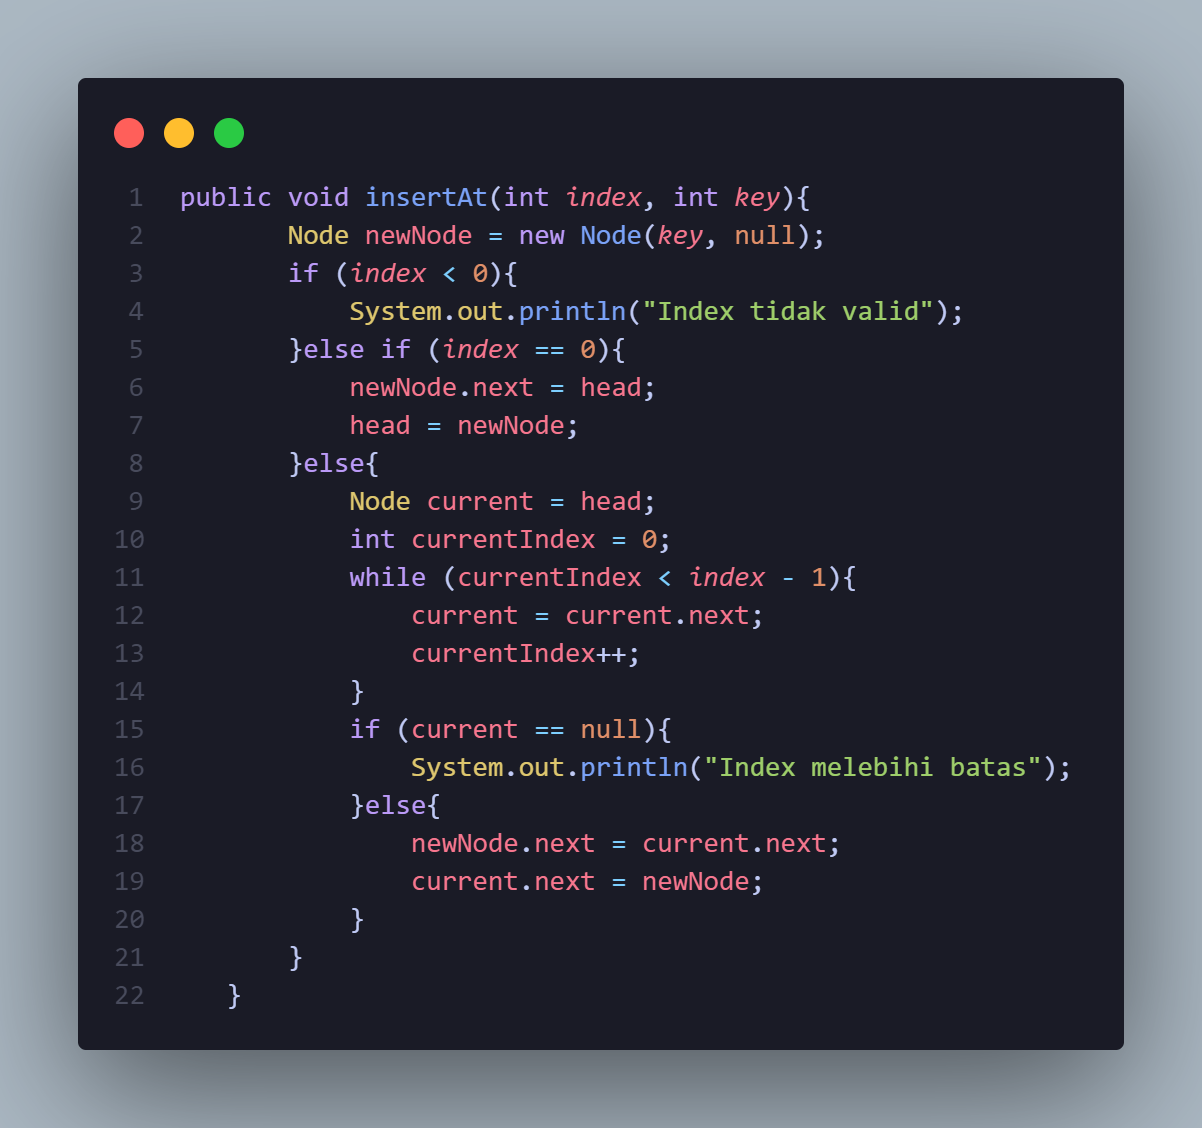 1 public void insertAt(int index, int key){
2 Node newNode = new Node(key, null);
3 if (index < 0){
4 System.out.println("Index tidak valid");
5 }else if (index == 0){
6 newNode.next = head;
7 head = newNode;
8 }else{
9 Node current = head;
10 int currentIndex = 0;
11 while (currentIndex < index - 1){
12 current = current.next;
13 currentIndex++;
14 }
15 if (current == null){
16 System.out.println("Index melebihi batas");
17 }else{
18 newNode.next = current.next;
19 current.next = newNode;
20 }
21 }
22 }